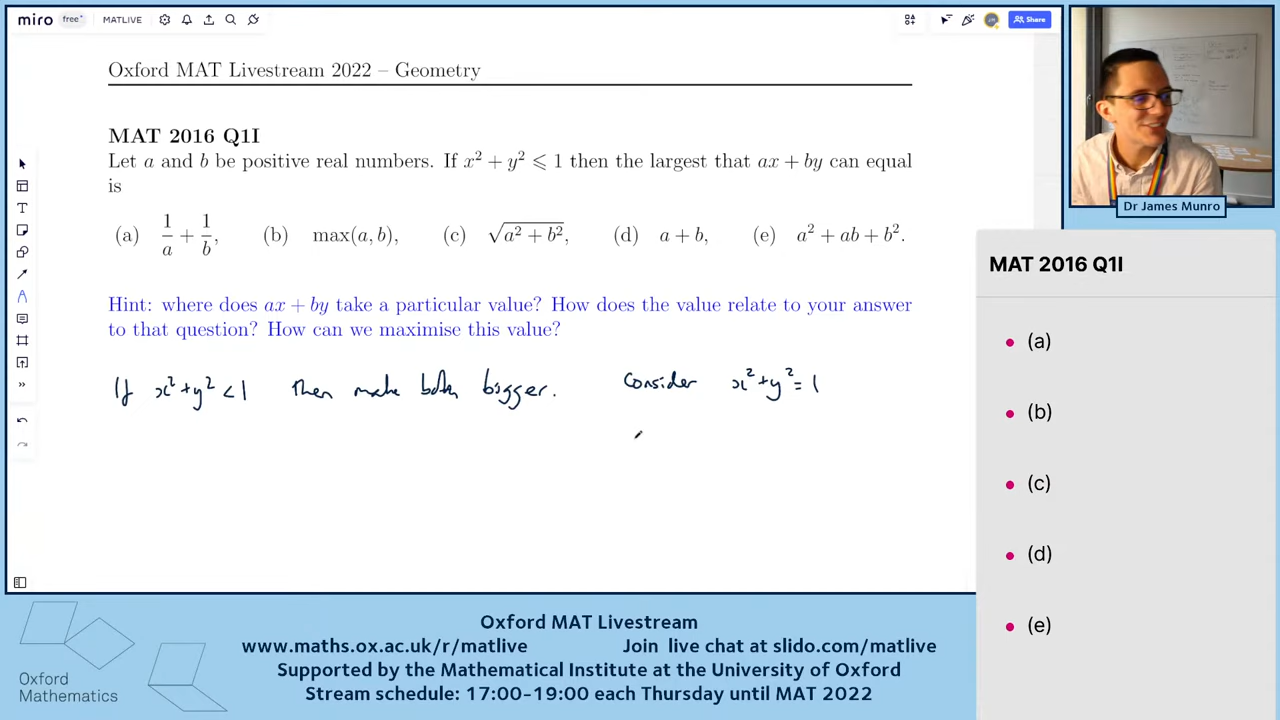 miro free MATLIVE Share
Oxford MAT Livestream 2022 – Geometry
MAT 2016 Q1I
Let a and b be positive real numbers. If x² + y² ⩽ 1 then the largest that ax + by can equal
is
(a) 1/a + 1/b, (b) max(a, b), (c) √(a² + b²), (d) a + b, (e) a² + ab + b².
Hint: where does ax + by take a particular value? How does the value relate to your answer
to that question? How can we maximise this value?
If x² + y² < 1 then make both bigger. Consider x² + y² = 1
Dr James Munro
MAT 2016 Q1I
(a)
(b)
(c)
(d)
(e)
Oxford
Mathematics
Oxford MAT Livestream
www.maths.ox.ac.uk/r/matlive Join live chat at slido.com/matlive
Supported by the Mathematical Institute at the University of Oxford
Stream schedule: 17:00-19:00 each Thursday until MAT 2022